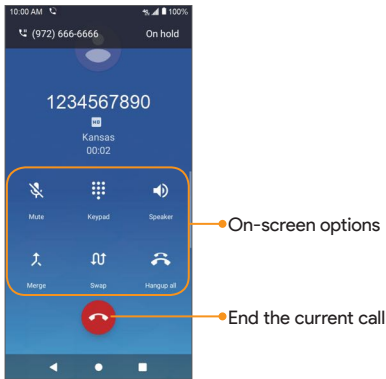 10:00 AM 4G 100%
(972) 666-6666 On hold
1234567890
HD
Kansas
00:02
Mute Keypad Speaker
On-screen options
Merge Swap Hangup all
End the current call